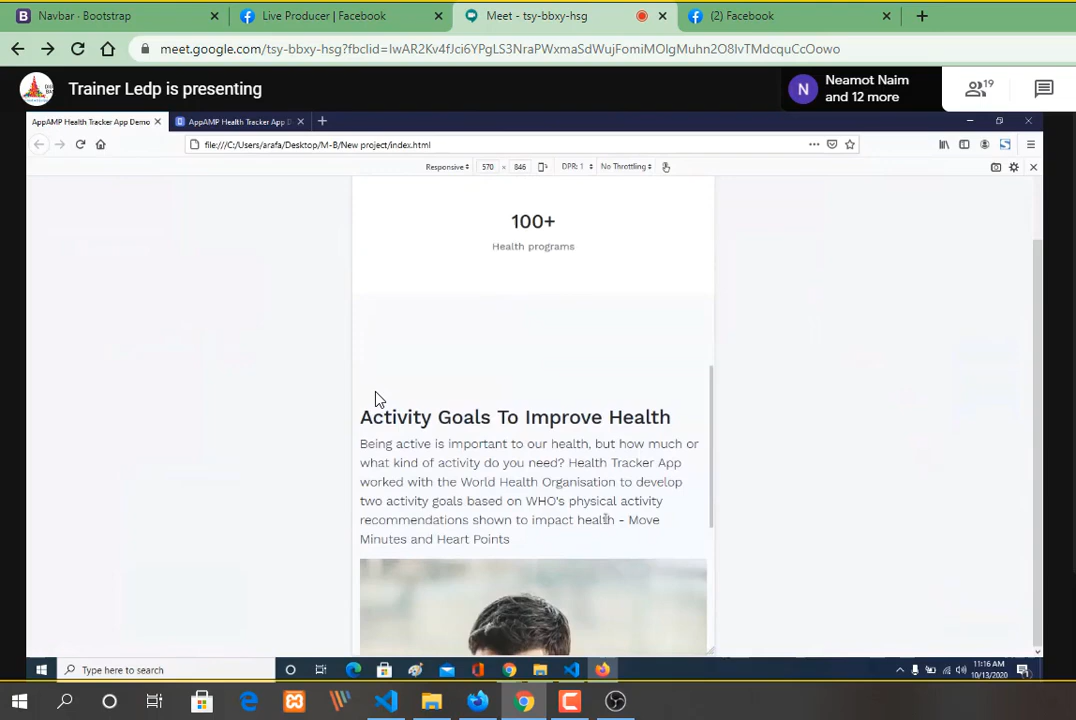 Navbar · Bootstrap
Live Producer | Facebook
Meet - tsy-bbxy-hsg
(2) Facebook
meet.google.com/tsy-bbxy-hsg?fbclid=IwAR2Kv4fJci6YPgLS3NraPWxmaSdWujFomiMOlgMuhn2O8lvTMdcquCcOowo
Trainer Ledp is presenting
N
Neamot Naim
and 12 more
19
AppAMP Health Tracker App Demo
AppAMP Health Tracker App D
file:///C:/Users/arafa/Desktop/M-B/New project/index.html
Responsive
570 × 846
DPR: 1
No Throttling
100+
Health programs
Activity Goals To Improve Health
Being active is important to our health, but how much or
what kind of activity do you need? Health Tracker App
worked with the World Health Organisation to develop
two activity goals based on WHO's physical activity
recommendations shown to impact health - Move
Minutes and Heart Points
Type here to search
11:16 AM
10/13/2020